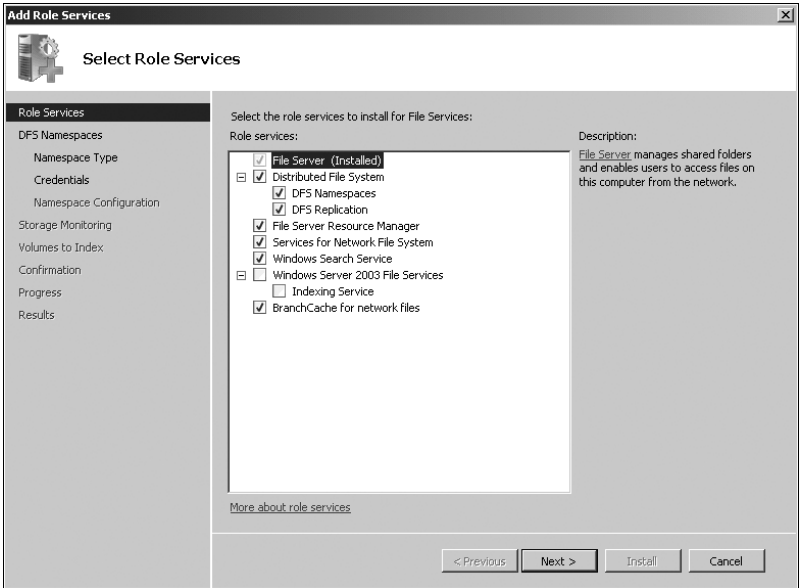 Add Role Services
Select Role Services
Role Services
DFS Namespaces
Namespace Type
Credentials
Namespace Configuration
Storage Monitoring
Volumes to Index
Confirmation
Progress
Results
Select the role services to install for File Services:
Role services:
File Server (Installed)
Distributed File System
DFS Namespaces
DFS Replication
File Server Resource Manager
Services for Network File System
Windows Search Service
Windows Server 2003 File Services
Indexing Service
BranchCache for network files
More about role services
Description:
File Server manages shared folders
and enables users to access files on
this computer from the network.
< Previous
Next >
Install
Cancel